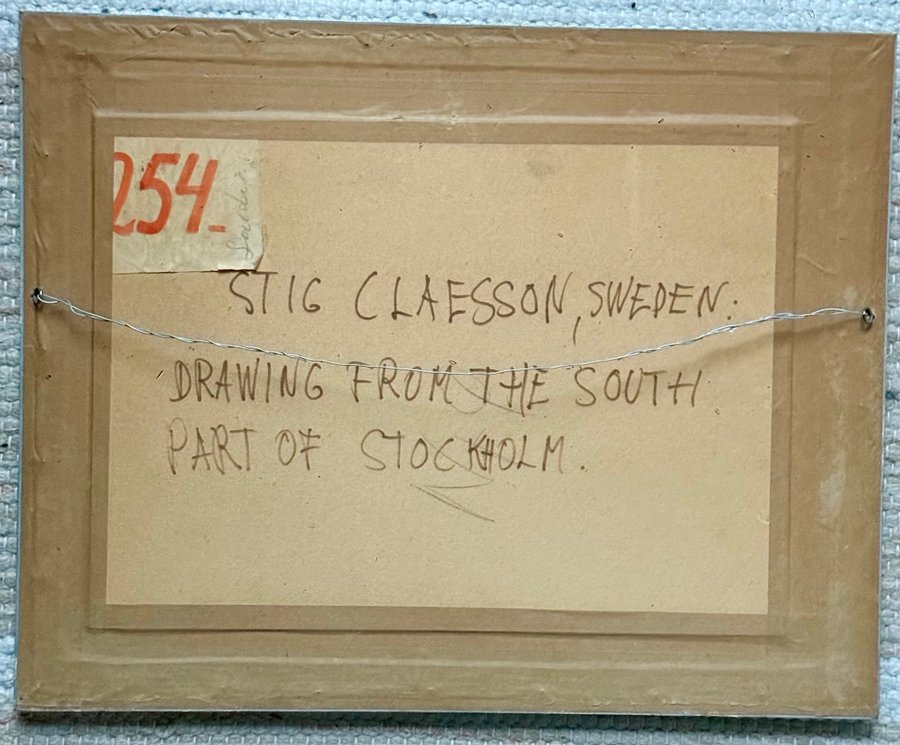 254.-
STIG CLAESSON, SWEDEN:
DRAWING FROM THE SOUTH
PART OF STOCKHOLM.